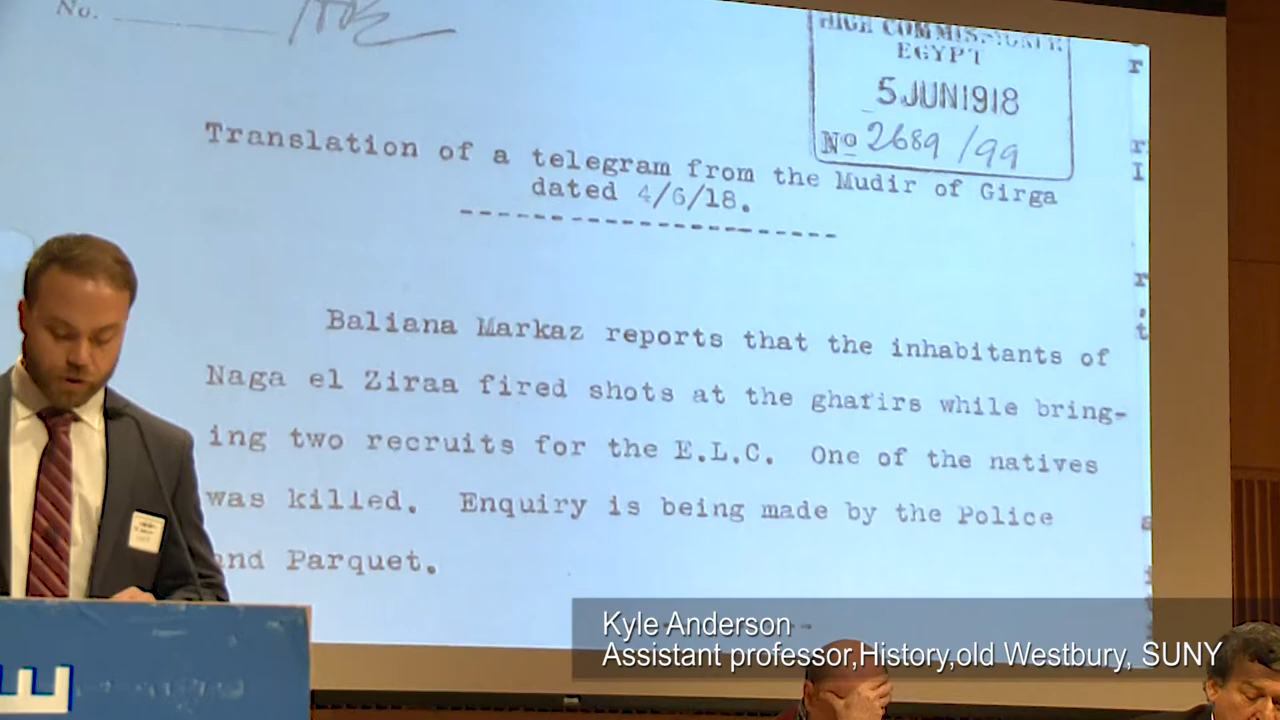 No.
HIGH COMMISSIONER
EGYPT
5 JUN 1918
No 2689/99
Translation of a telegram from the Mudir of Girga
dated 4/6/18.
Baliana Markaz reports that the inhabitants of
Naga el Ziraa fired shots at the ghafirs while bring-
ing two recruits for the E.L.C. One of the natives
was killed. Enquiry is being made by the Police
and Parquet.
Kyle Anderson
Assistant professor,History,old Westbury, SUNY
E